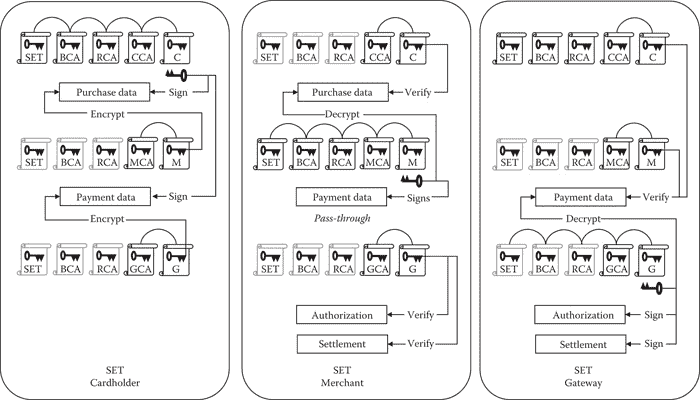 SET BCA RCA CCA C
Purchase data
Sign
Encrypt
SET BCA RCA MCA M
Payment data
Sign
Encrypt
SET BCA RCA GCA G
SET
Cardholder
SET BCA RCA CCA C
Purchase data
Verify
Decrypt
SET BCA RCA MCA M
Payment data
Signs
Pass-through
SET BCA RCA GCA G
Authorization
Verify
Settlement
Verify
SET
Merchant
SET BCA RCA CCA C
SET BCA RCA MCA M
Payment data
Verify
Decrypt
SET BCA RCA GCA G
Authorization
Sign
Settlement
Sign
SET
Gateway